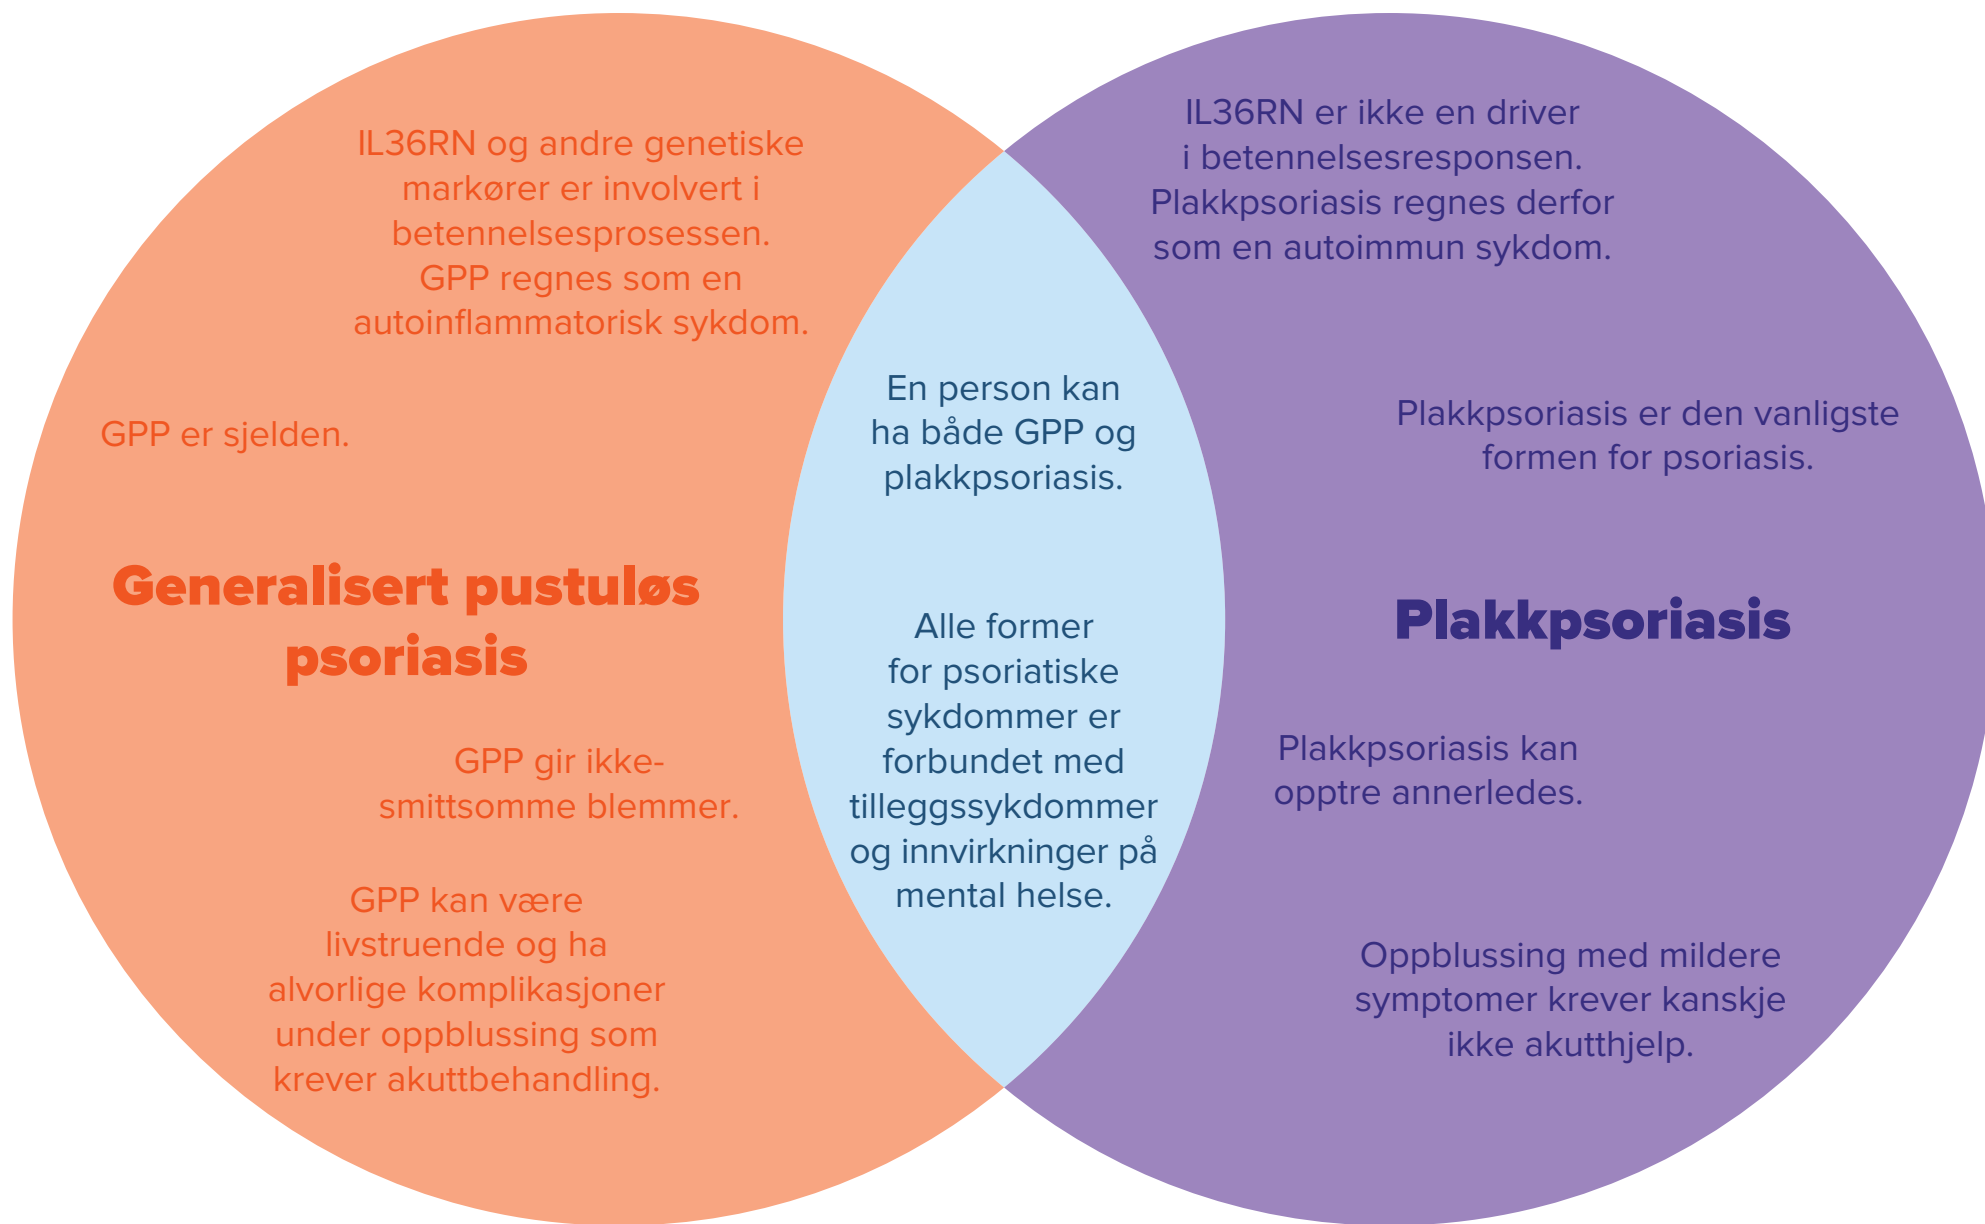 IL36RN og andre genetiske
markører er involvert i
betennelsesprosessen.
GPP regnes som en
autoinflammatorisk sykdom.
GPP er sjelden.
Generalisert pustuløs
psoriasis
GPP gir ikke-
smittsomme blemmer.
GPP kan være
livstruende og ha
alvorlige komplikasjoner
under oppblussing som
krever akuttbehandling.
En person kan
ha både GPP og
plakkpsoriasis.
Alle former
for psoriatiske
sykdommer er
forbundet med
tilleggssykdommer
og innvirkninger på
mental helse.
IL36RN er ikke en driver
i betennelsesresponsen.
Plakkpsoriasis regnes derfor
som en autoimmun sykdom.
Plakkpsoriasis er den vanligste
formen for psoriasis.
Plakkpsoriasis
Plakkpsoriasis kan
opptre annerledes.
Oppblussing med mildere
symptomer krever kanskje
ikke akutthjelp.